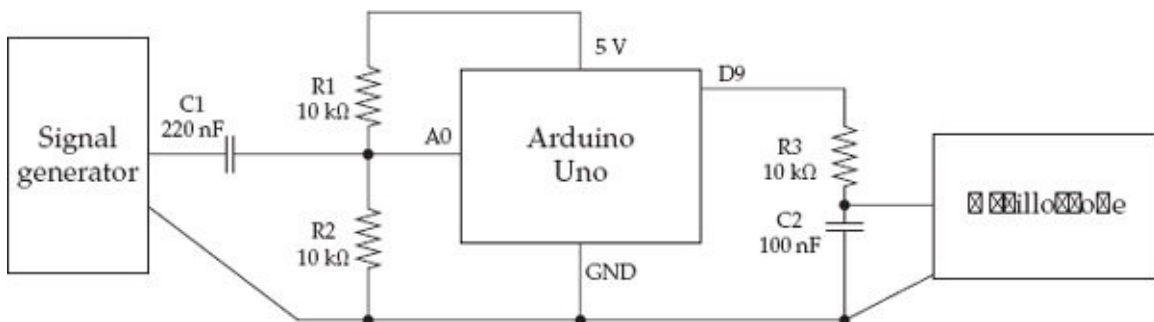 5 V
D9
R1
10 kΩ
C1
220 nF
Signal
generator
A0
Arduino
Uno
R3
10 kΩ
R2
10 kΩ
C2
100 nF
GND